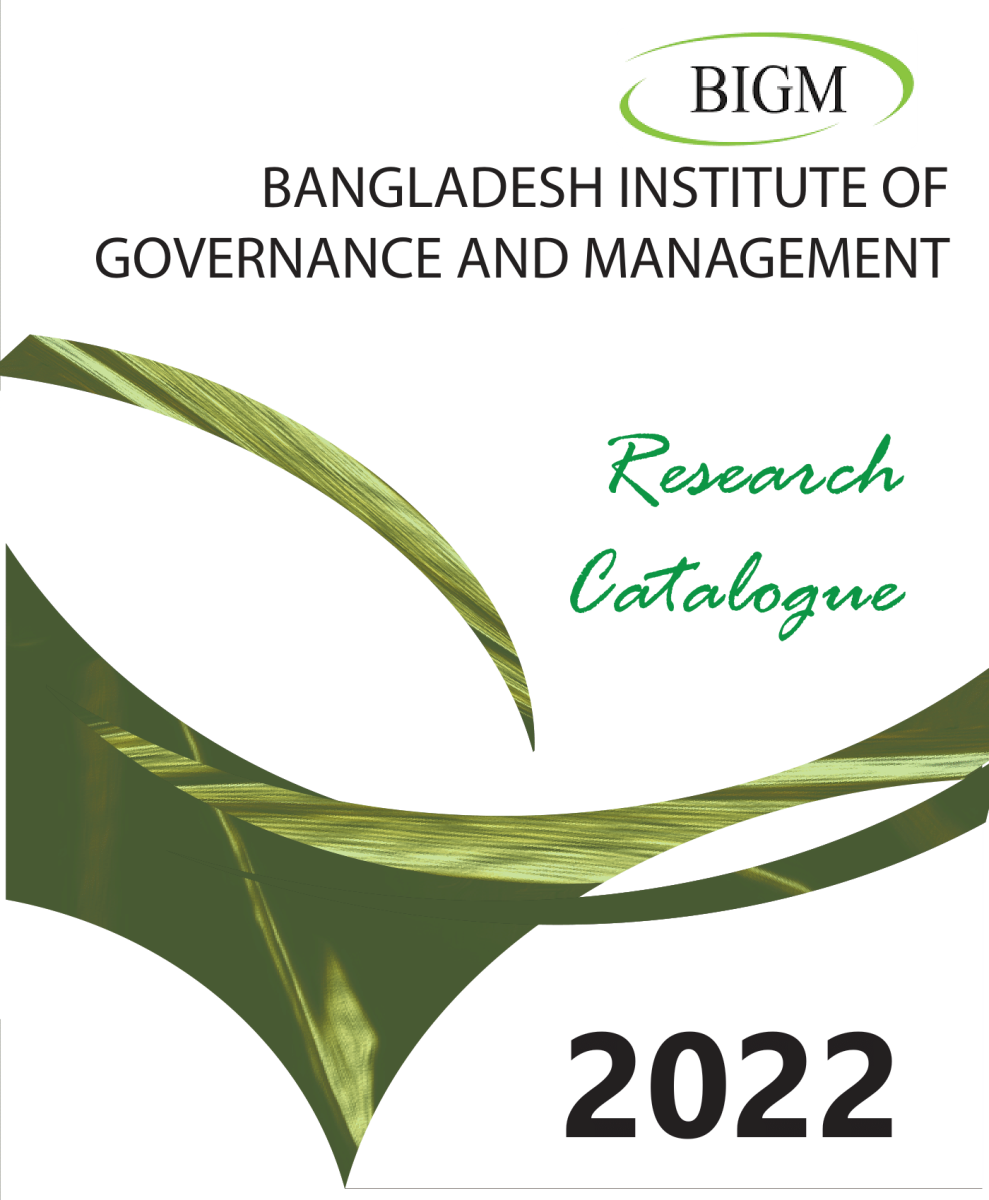 BIGM
BANGLADESH INSTITUTE OF
GOVERNANCE AND MANAGEMENT
Research
Catalogue
2022